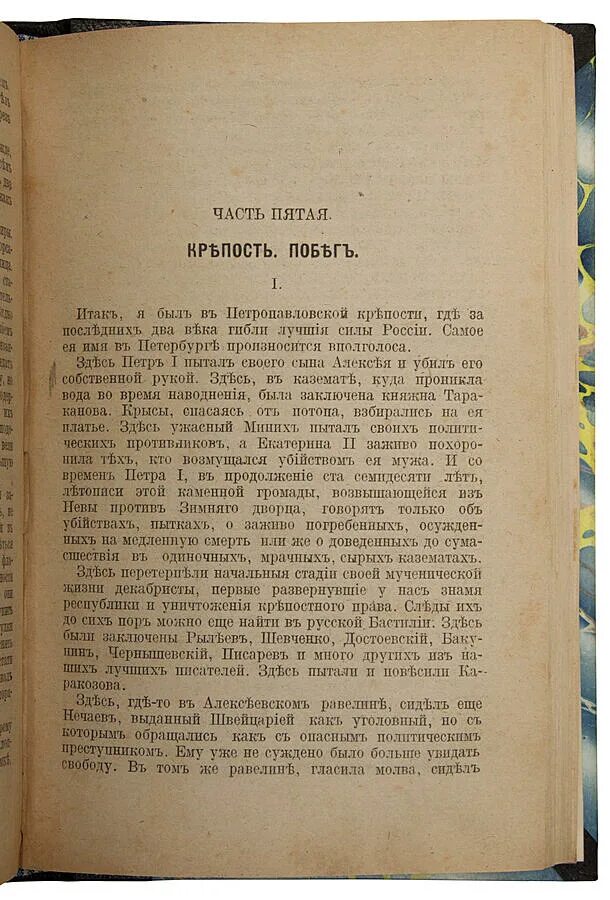 ЧАСТЬ ПЯТАЯ.
КРѢПОСТЬ. ПОБѢГЪ.
I.
Итакъ, я былъ въ Петропавловской крѣпости, гдѣ за
послѣднихъ два вѣка гибли лучшія силы Россіи. Самое
ея имя въ Петербургѣ произносится вполголоса.
Здѣсь Петръ I пыталъ своего сына Алексѣя и убилъ его
собственной рукой. Здѣсь, въ казематѣ, куда проникла
вода во время наводненія, была заключена княжна Тара-
канова. Крысы, спасаясь отъ потопа, взбирались на ея
платье. Здѣсь ужасный Минихъ пыталъ своихъ полити-
ческихъ противниковъ, а Екатерина II заживо похоро-
нила тѣхъ, кто возмущался убійствомъ ея мужа. И со
временъ Петра I, въ продолженіе ста семидесяти лѣтъ,
лѣтописи этой каменной громады, возвышающейся изъ
Невы противъ Зимняго дворца, говорятъ только объ
убійствахъ, пыткахъ, о заживо погребенныхъ, осужден-
ныхъ на медленную смерть или же о доведенныхъ до сума-
сшествія въ одиночныхъ, мрачныхъ, сырыхъ казематахъ.
Здѣсь перетерпѣли начальныя стадіи своей мученической
жизни декабристы, первые развернувшіе у насъ знамя
республики и уничтоженія крѣпостного права. Слѣды ихъ
до сихъ поръ можно еще найти въ русской Бастиліи. Здѣсь
были заключены Рылѣевъ, Шевченко, Достоевскій, Баку-
нинъ, Чернышевскій, Писаревъ и много другихъ изъ на-
шихъ лучшихъ писателей. Здѣсь пытали и повѣсили Ка-
ракозова.
Здѣсь, гдѣ-то въ Алексѣевскомъ равелинѣ, сидѣлъ еще
Нечаевъ, выданный Швейцаріей какъ уголовный, но съ
которымъ обращались какъ съ опаснымъ политическимъ
преступникомъ. Ему уже не суждено было больше увидать
свободу. Въ томъ же равелинѣ, гласила молва, сидѣлъ